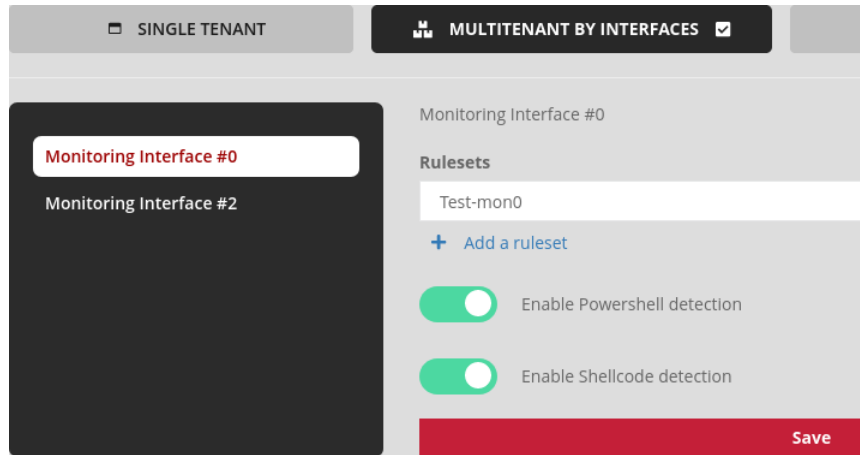 SINGLE TENANT
MULTITENANT BY INTERFACES
Monitoring Interface #0
Monitoring Interface #2
Monitoring Interface #0
Rulesets
Test-mon0
+ Add a ruleset
Enable Powershell detection
Enable Shellcode detection
Save